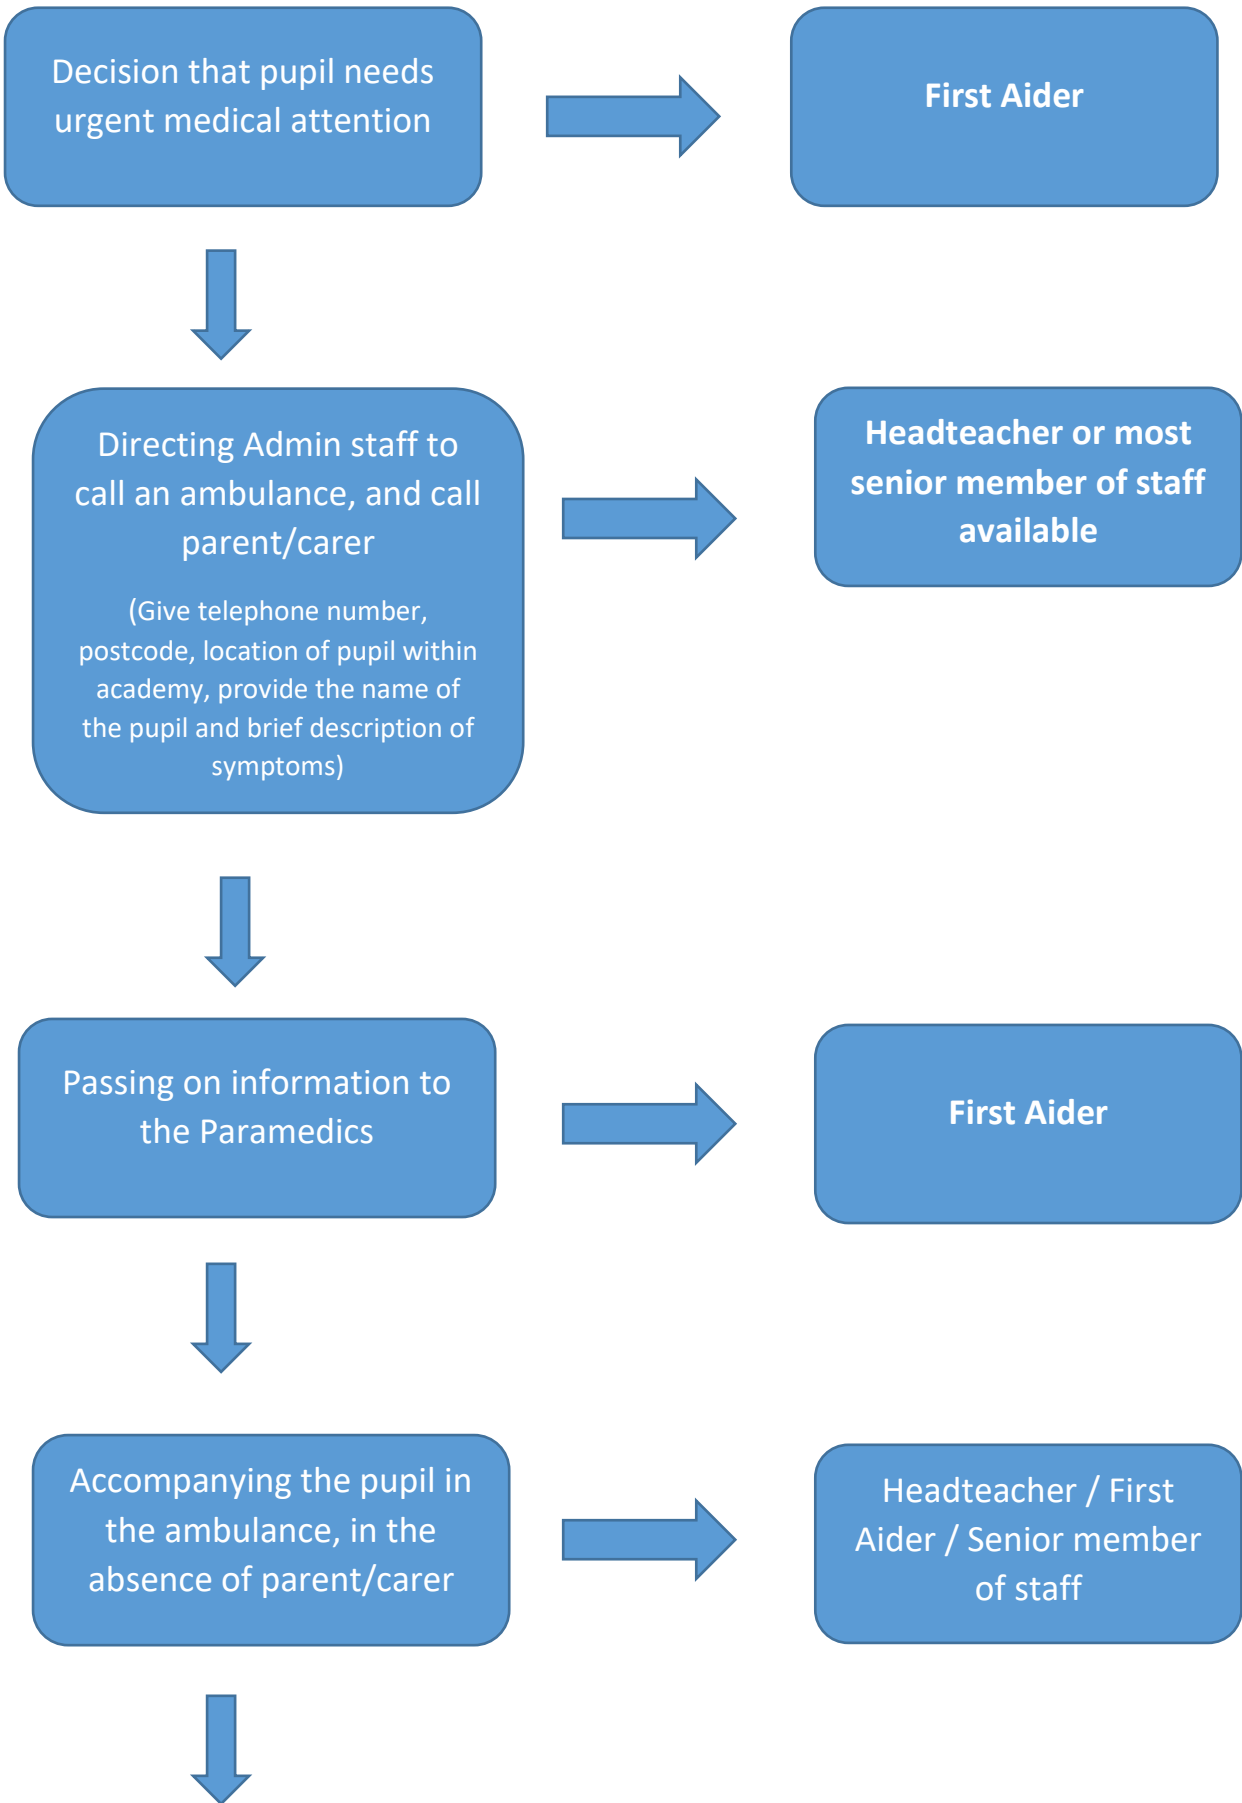 Decision that pupil needs
urgent medical attention
First Aider
Directing Admin staff to
call an ambulance, and call
parent/carer
(Give telephone number,
postcode, location of pupil within
academy, provide the name of
the pupil and brief description of
symptoms)
Headteacher or most
senior member of staff
available
Passing on information to
the Paramedics
First Aider
Accompanying the pupil in
the ambulance, in the
absence of parent/carer
Headteacher / First
Aider / Senior member
of staff